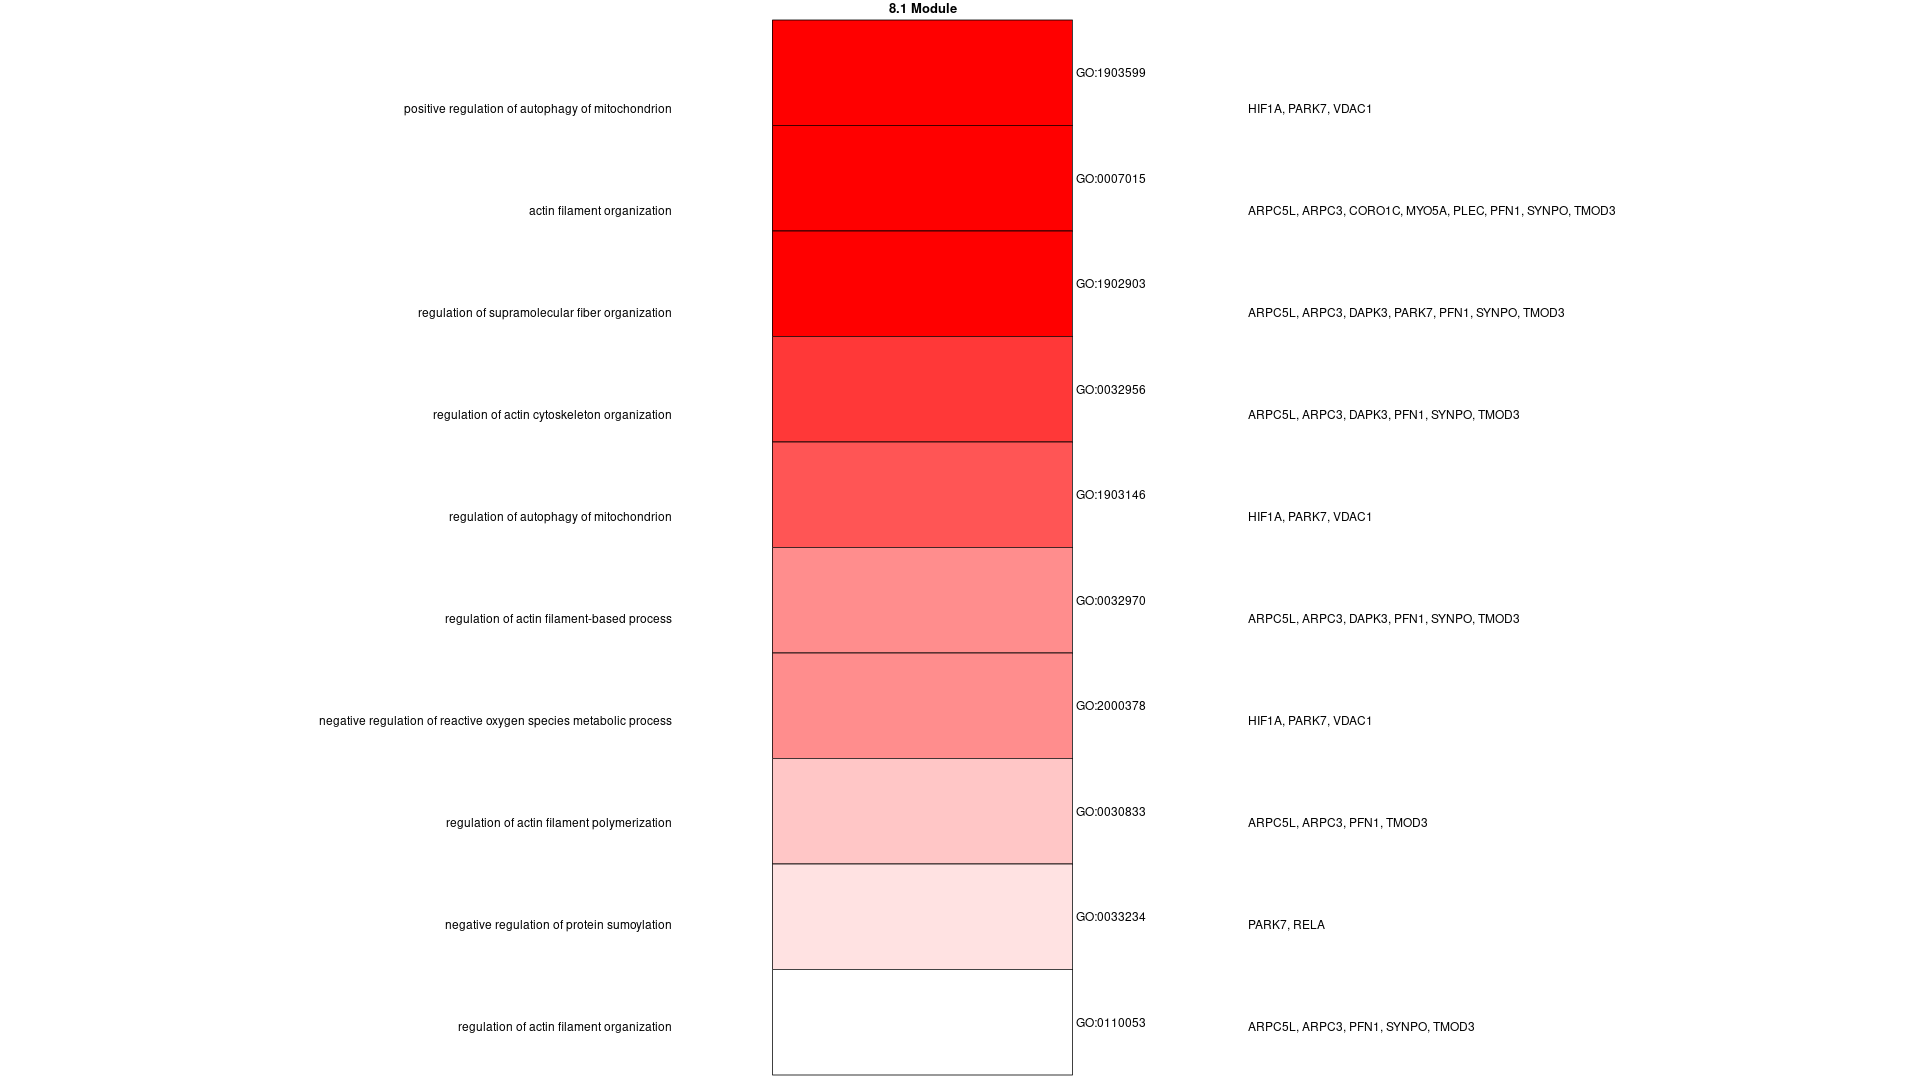 8.1 Module
GO:1903599
positive regulation of autophagy of mitochondrion HIF1A, PARK7, VDAC1
GO:0007015
actin filament organization ARPC5L, ARPC3, CORO1C, MYO5A, PLEC, PFN1, SYNPO, TMOD3
GO:1902903
regulation of supramolecular fiber organization ARPC5L, ARPC3, DAPK3, PARK7, PFN1, SYNPO, TMOD3
GO:0032956
regulation of actin cytoskeleton organization ARPC5L, ARPC3, DAPK3, PFN1, SYNPO, TMOD3
GO:1903146
regulation of autophagy of mitochondrion HIF1A, PARK7, VDAC1
GO:0032970
regulation of actin filament-based process ARPC5L, ARPC3, DAPK3, PFN1, SYNPO, TMOD3
GO:2000378
negative regulation of reactive oxygen species metabolic process HIF1A, PARK7, VDAC1
GO:0030833
regulation of actin filament polymerization ARPC5L, ARPC3, PFN1, TMOD3
GO:0033234
negative regulation of protein sumoylation PARK7, RELA
GO:0110053
regulation of actin filament organization ARPC5L, ARPC3, PFN1, SYNPO, TMOD3